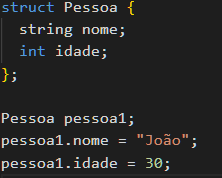 struct Pessoa {
  string nome;
  int idade;
};

Pessoa pessoa1;
pessoa1.nome = "João";
pessoa1.idade = 30;